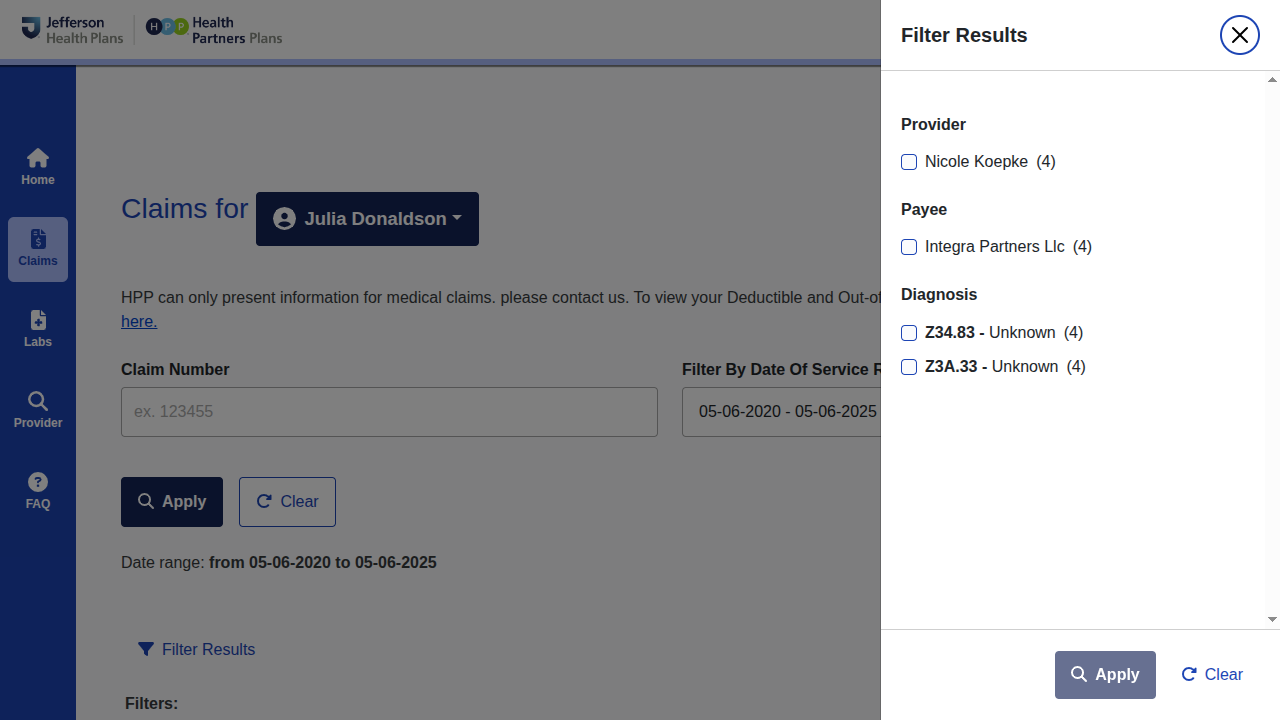 Jefferson
Health Plans
HPP Health
Partners Plans
Home
Claims
Labs
Provider
FAQ
Claims for Julia Donaldson
HPP can only present information for medical claims. please contact us. To view your Deductible and Out-of
here.
Claim Number
ex. 123455
Filter By Date Of Service R
05-06-2020 - 05-06-2025
Apply
Clear
Date range: from 05-06-2020 to 05-06-2025
Filter Results
Filters:
Filter Results
Provider
Nicole Koepke (4)
Payee
Integra Partners Llc (4)
Diagnosis
Z34.83 - Unknown (4)
Z3A.33 - Unknown (4)
Apply
Clear